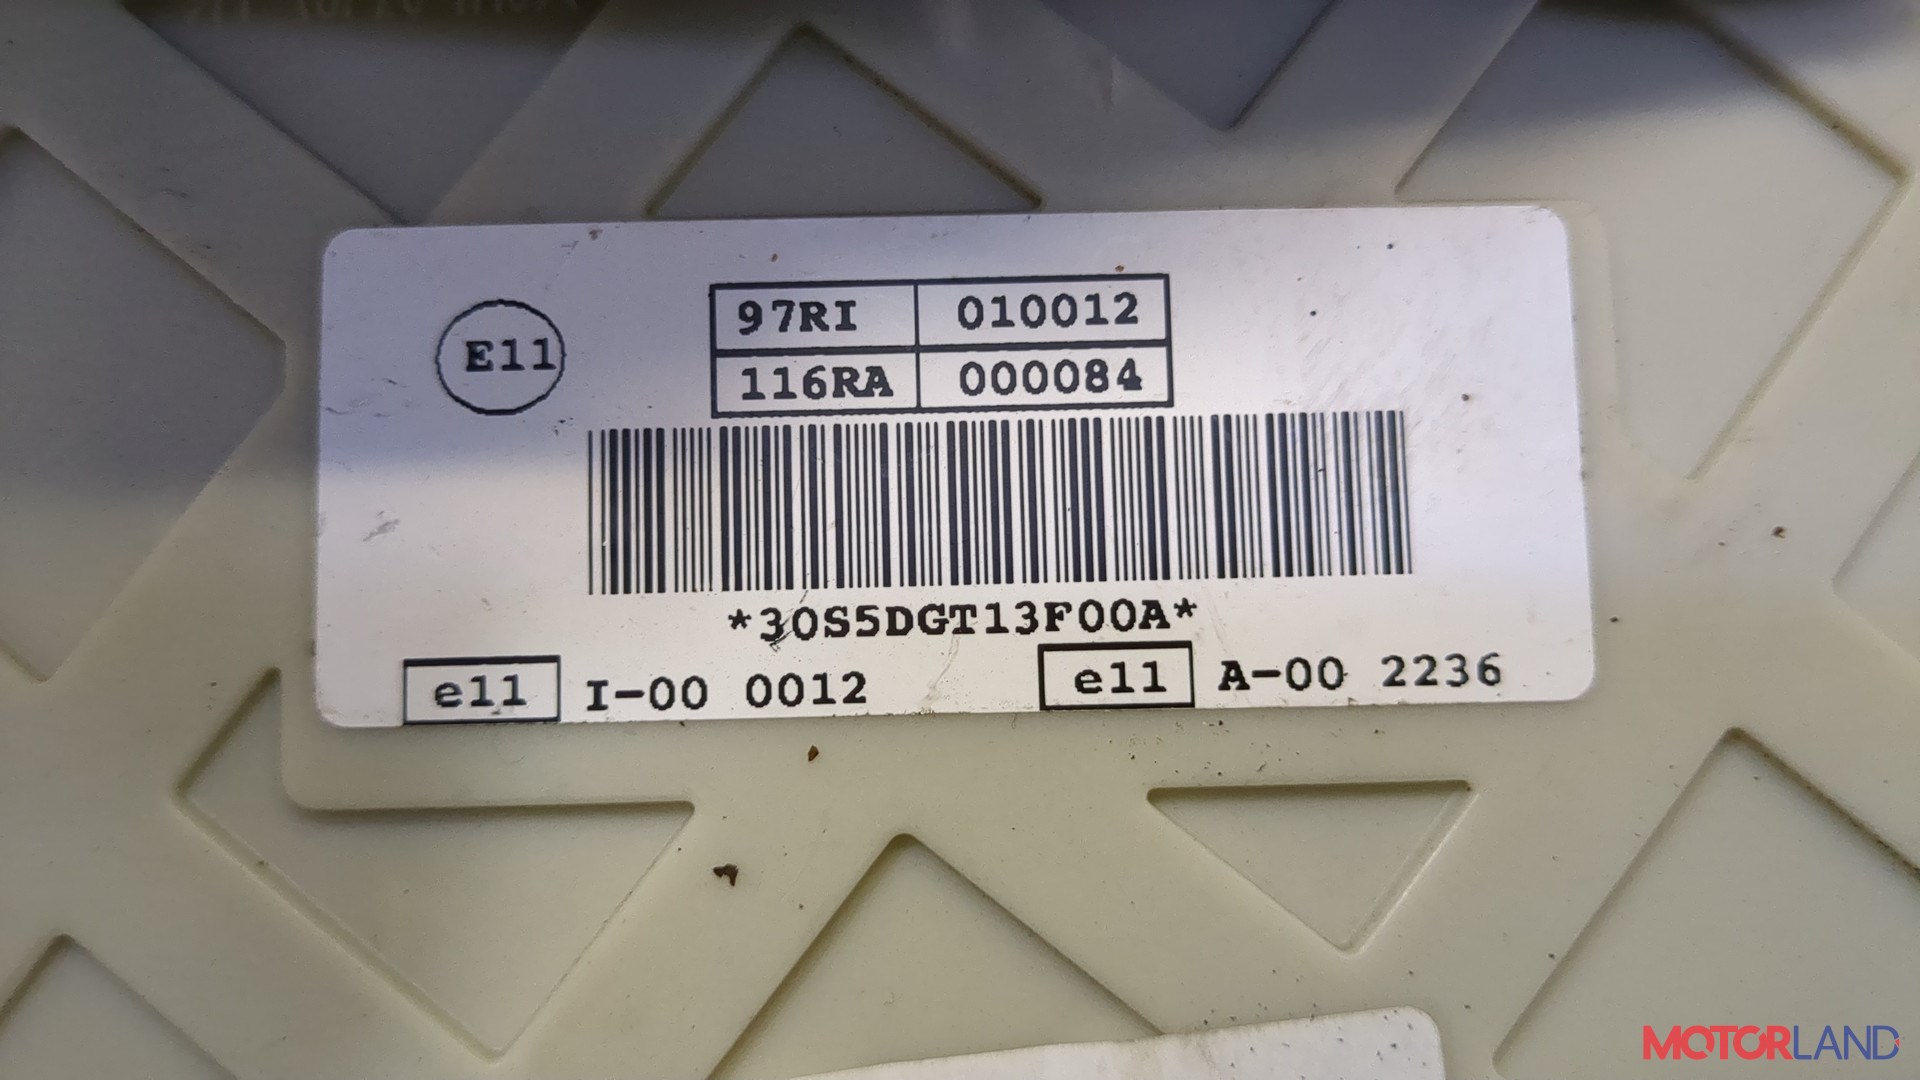 E11
97RI 010012
116RA 000084
*30S5DGT13F00A*
e11 I-00 0012 e11 A-00 2236
MOTORLAND